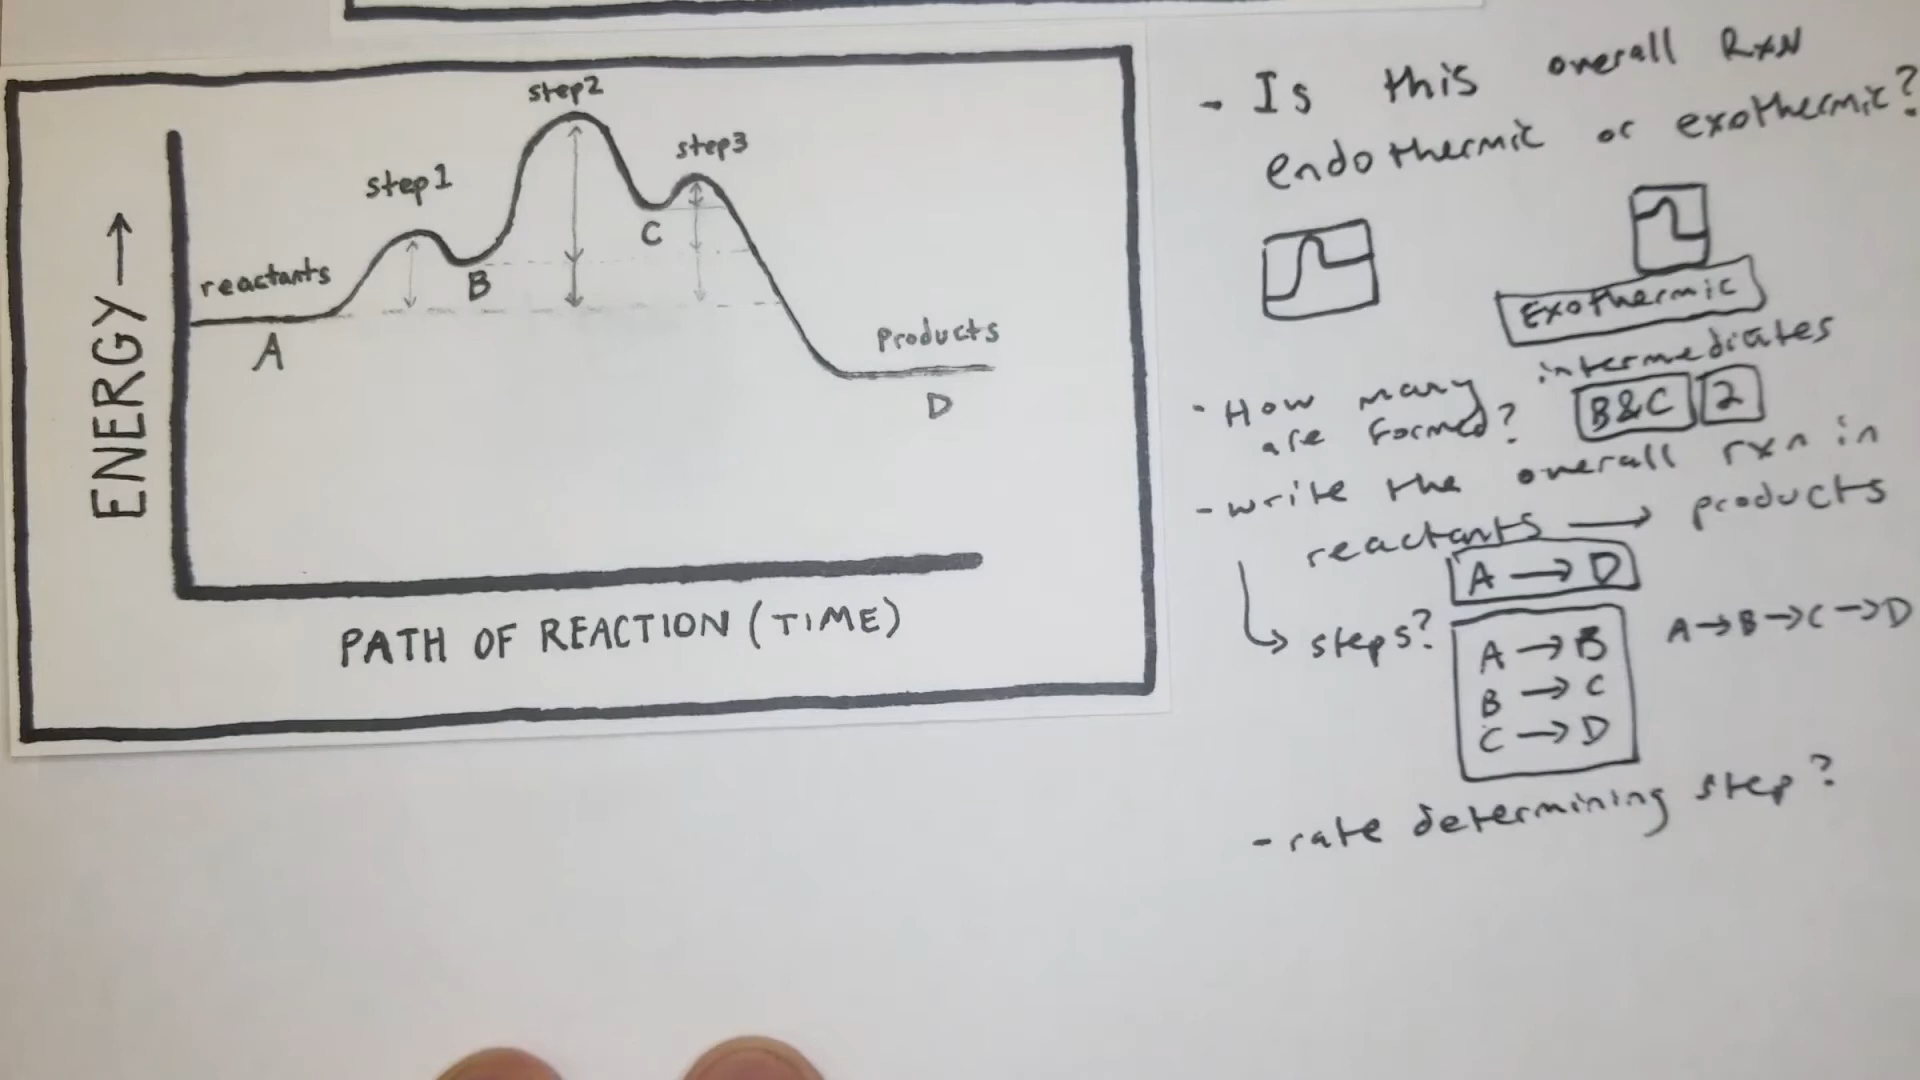 step2
step3
step1
reactants
B
C
A
Products
D
ENERGY →
PATH OF REACTION (TIME)
- Is this overall RXN
endothermic or exothermic?
Exothermic
- How many intermediates
are formed? B&C 2
- write the overall rxn in
reactants → products
A → D
steps? A → B A→B→C→D
B → C
C → D
- rate determining step?